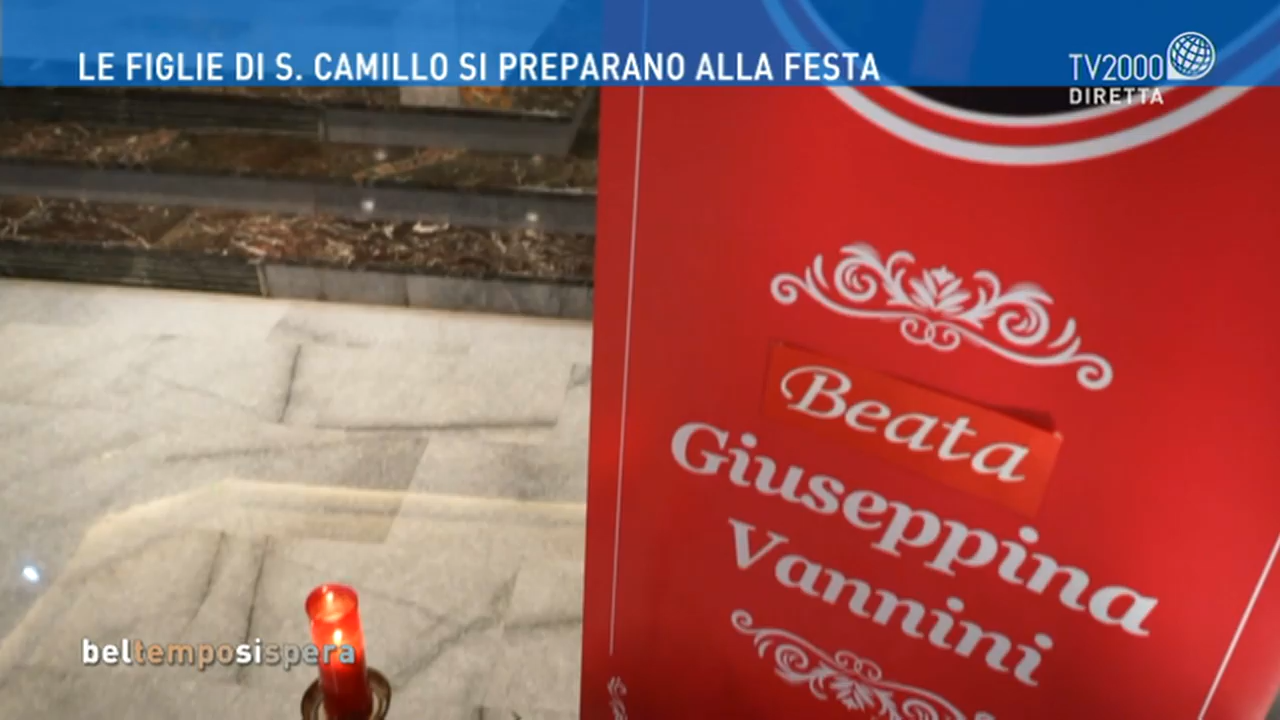 LE FIGLIE DI S. CAMILLO SI PREPARANO ALLA FESTA
TV2000
DIRETTA
Beata
Giuseppina
Vannini
beltemposispera